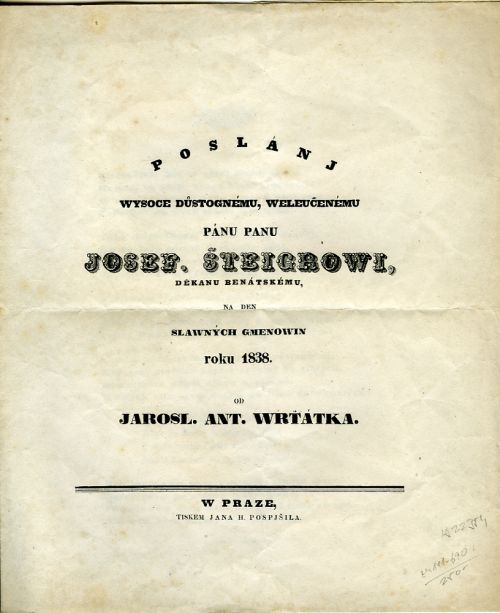 POSLÁNJ
WYSOCE DŮSTOGNÉMU, WELEUČENÉMU
PÁNU PANU
JOSEF. ŠTEIGROWI,
DĚKANU BENÁTSKÉMU,
NA DEN
SLAWNÝCH GMENOWIN
roku 1838.
OD
JAROSL. ANT. WRŤÁTKA.
W PRAZE,
TISKEM JANA H. POSPJŠILA.